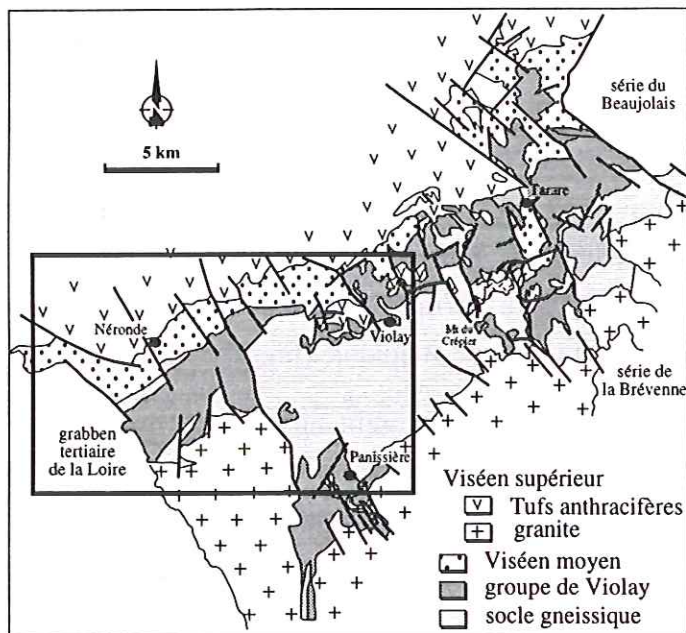 série du
Beaujolais
5 km
Tarare
Néronde
Violay
Mt du
Crépier
série de
la Brévenne
grabben
tertiaire
de la Loire
Panissière
Viséen supérieur
v Tufs anthracifères
+ granite
Viséen moyen
groupe de Violay
socle gneissique